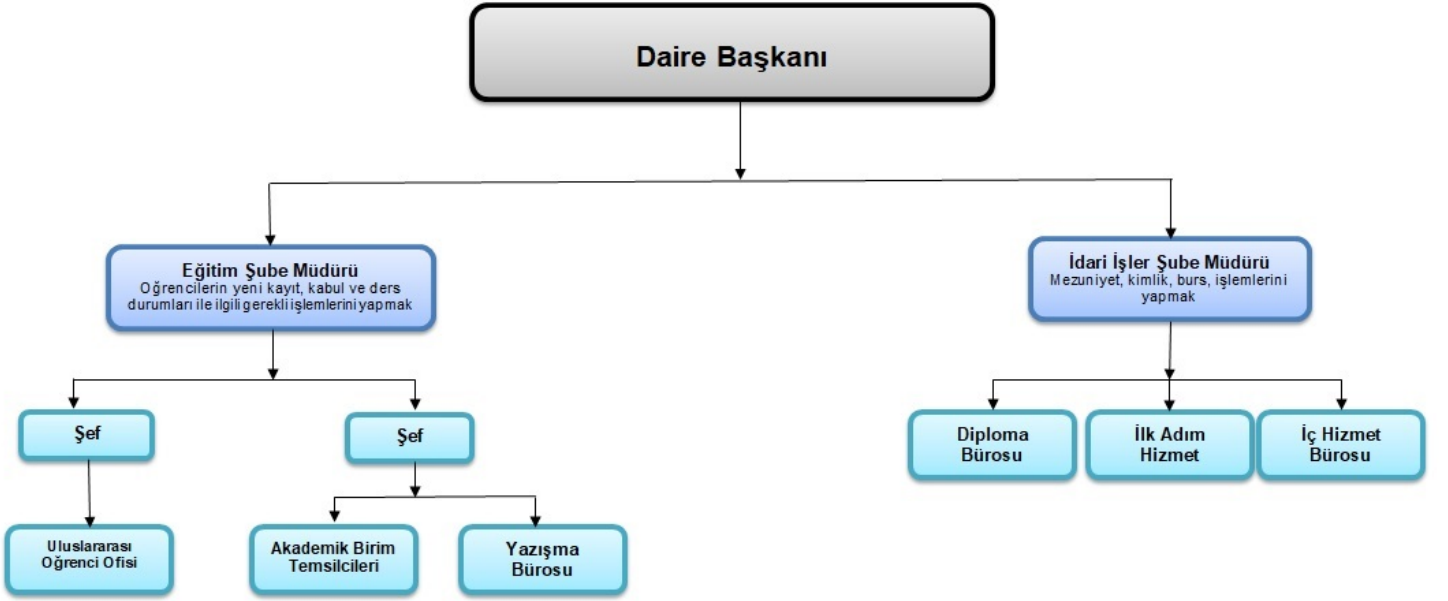 Daire Başkanı
Eğitim Şube Müdürü
Oğrencilerin yeni kayıt, kabul ve ders
durumları ile ilgili gerekli işlemlerini yapmak
İdari İşler Şube Müdürü
Mezuniyet, kimlik, burs, işlemlerini
yapmak
Şef
Şef
Diploma
Bürosu
İlk Adım
Hizmet
İç Hizmet
Bürosu
Uluslararası
Oğrenci Ofisi
Akademik Birim
Temsilcileri
Yazışma
Bürosu